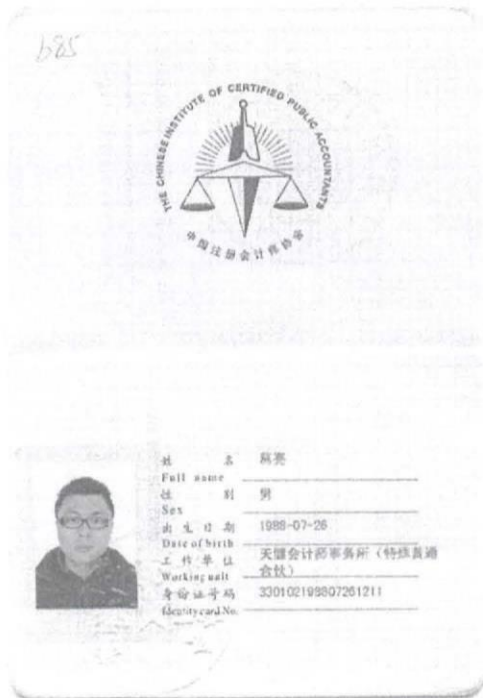 685
THE CHINESE INSTITUTE OF CERTIFIED PUBLIC ACCOUNTANTS
中国注册会计师协会
姓 名
Full name
性 别 男
Sex
出生日期 1988-07-26
Date of birth
工作单位 天健会计师事务所（特殊普通
Working unit 合伙）
身份证号码 330102198807261211
Identity card No.